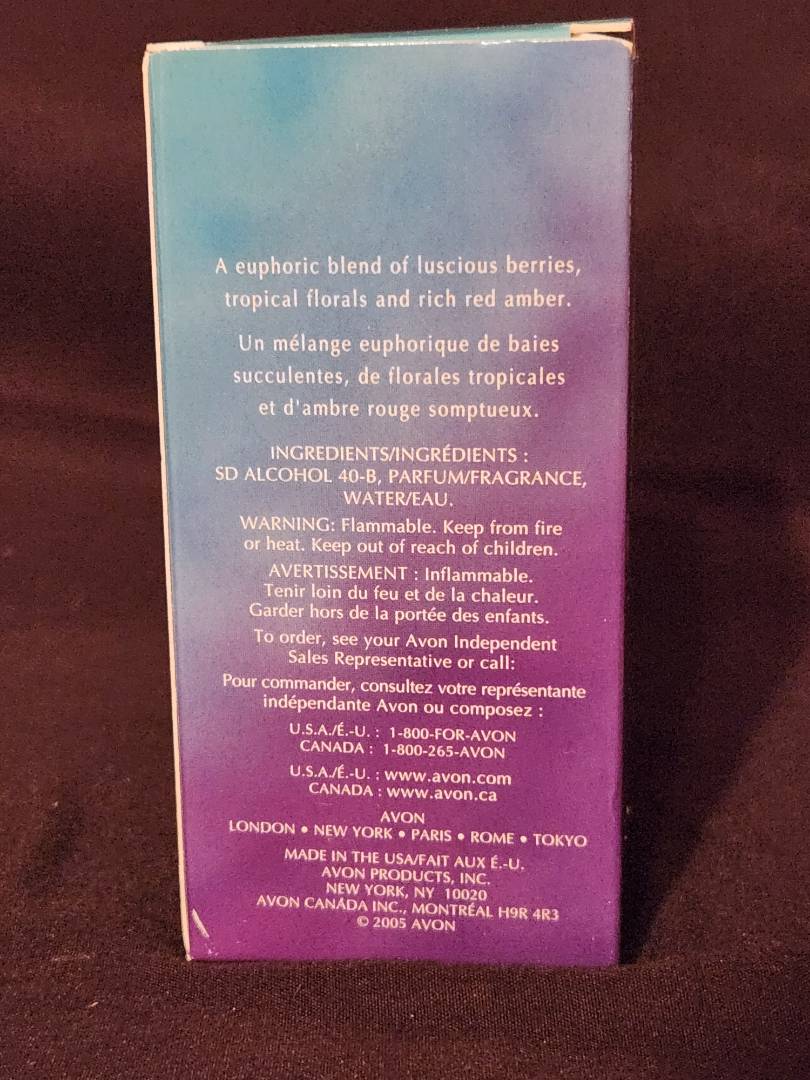 A euphoric blend of luscious berries,
tropical florals and rich red amber.
Un mélange euphorique de baies
succulentes, de florales tropicales
et d'ambre rouge somptueux.
INGREDIENTS/INGRÉDIENTS :
SD ALCOHOL 40-B, PARFUM/FRAGRANCE,
WATER/EAU.
WARNING: Flammable. Keep from fire
or heat. Keep out of reach of children.
AVERTISSEMENT : Inflammable.
Tenir loin du feu et de la chaleur.
Garder hors de la portée des enfants.
To order, see your Avon Independent
Sales Representative or call:
Pour commander, consultez votre représentante
indépendante Avon ou composez :
U.S.A./É.-U. : 1-800-FOR-AVON
CANADA : 1-800-265-AVON
U.S.A./É.-U. : www.avon.com
CANADA : www.avon.ca
AVON
LONDON • NEW YORK • PARIS • ROME • TOKYO
MADE IN THE USA/FAIT AUX É.-U.
AVON PRODUCTS, INC.
NEW YORK, NY 10020
AVON CANADA INC., MONTRÉAL H9R 4R3
© 2005 AVON